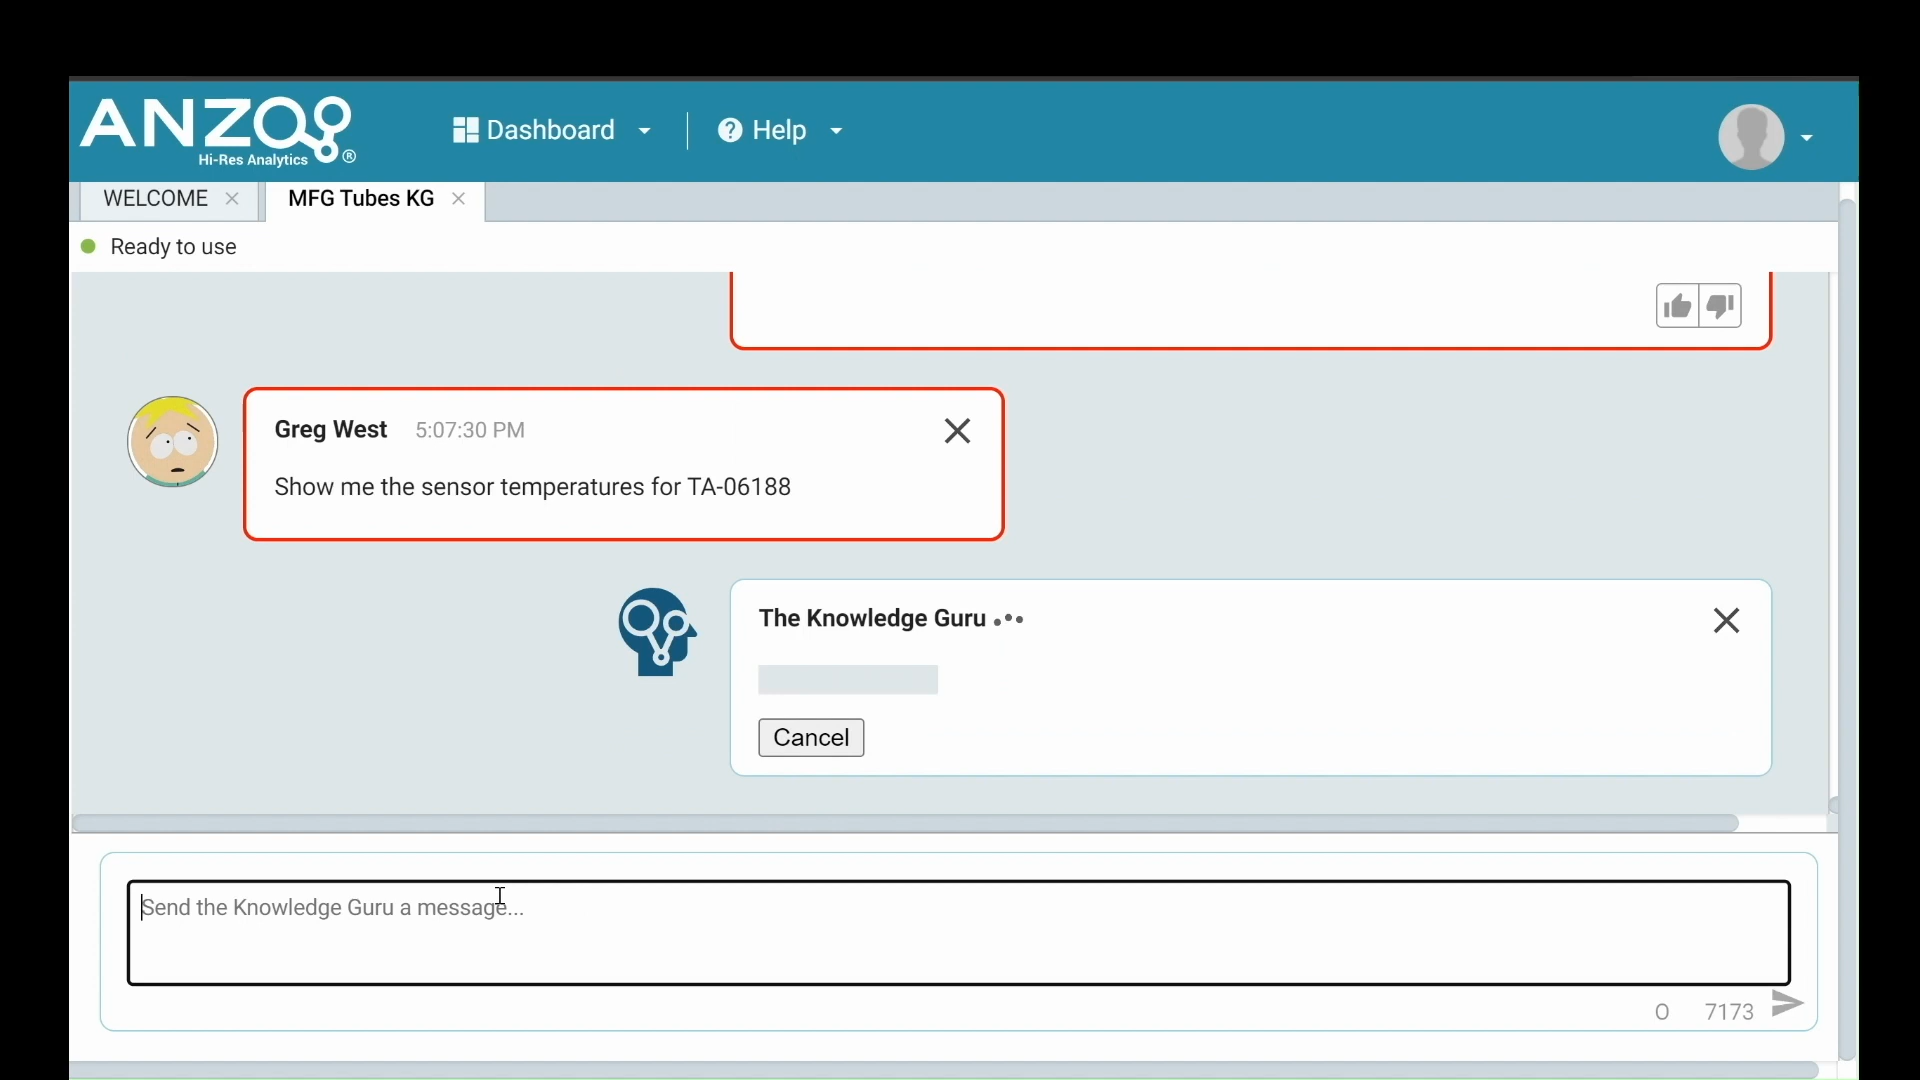 ANZO
Hi-Res Analytics ®
Dashboard
? Help
WELCOME
MFG Tubes KG
Ready to use
Greg West 5:07:30 PM
Show me the sensor temperatures for TA-06188
The Knowledge Guru
Cancel
Send the Knowledge Guru a message...
0 7173